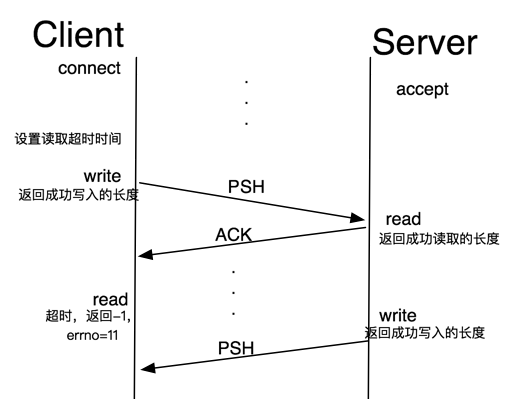 Client
Server
connect
accept
设置读取超时时间
write
返回成功写入的长度
PSH
read
返回成功读取的长度
ACK
read
超时，返回-1,
errno=11
write
返回成功写入的长度
PSH